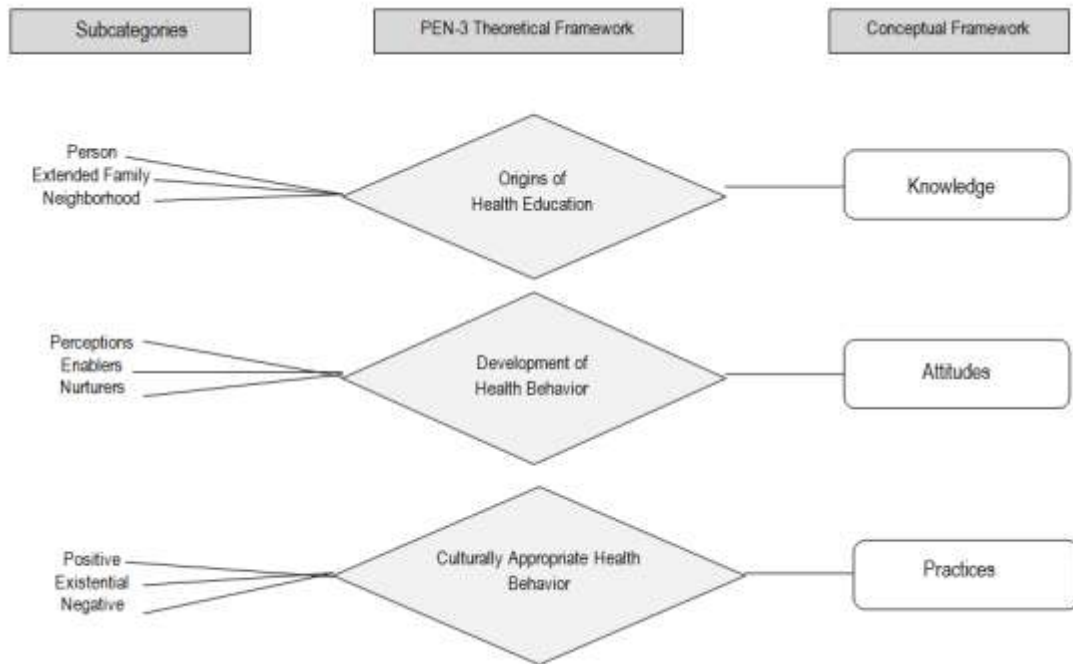 Subcategories
PEN-3 Theoretical Framework
Conceptual Framework
Person
Extended Family
Neighborhood
Origins of
Health Education
Knowledge
Perceptions
Enablers
Nurturers
Development of
Health Behavior
Attitudes
Positive
Existential
Negative
Culturally Appropriate Health
Behavior
Practices